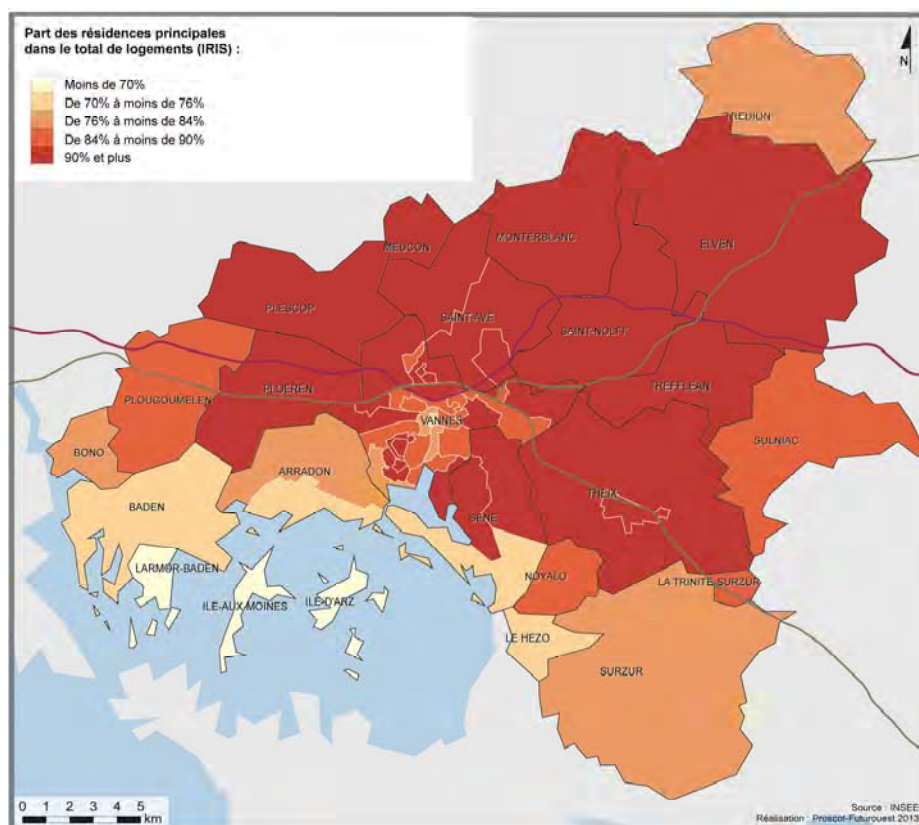 Part des résidences principales
dans le total de logements (IRIS) :
Moins de 70%
De 70% à moins de 76%
De 76% à moins de 84%
De 84% à moins de 90%
90% et plus
N
TREDION
MONTERBLANC
ELVEN
MEUCON
PLESCOP
SAINT-AVE
SAINT-NOLFF
TREFFLEAN
PLOUGOUMELEN
PLOEREN
VANNES
SULNIAC
BONO
ARRADON
BADEN
THEIX
SENE
LARMOR-BADEN
NOYALO
LA TRINITE-SURZUR
ILE-AUX-MOINES
ILE-D'ARZ
LE HEZO
SURZUR
0 1 2 3 4 5
km
Source : INSEE
Réalisation : Proscot-Futurouest 2013